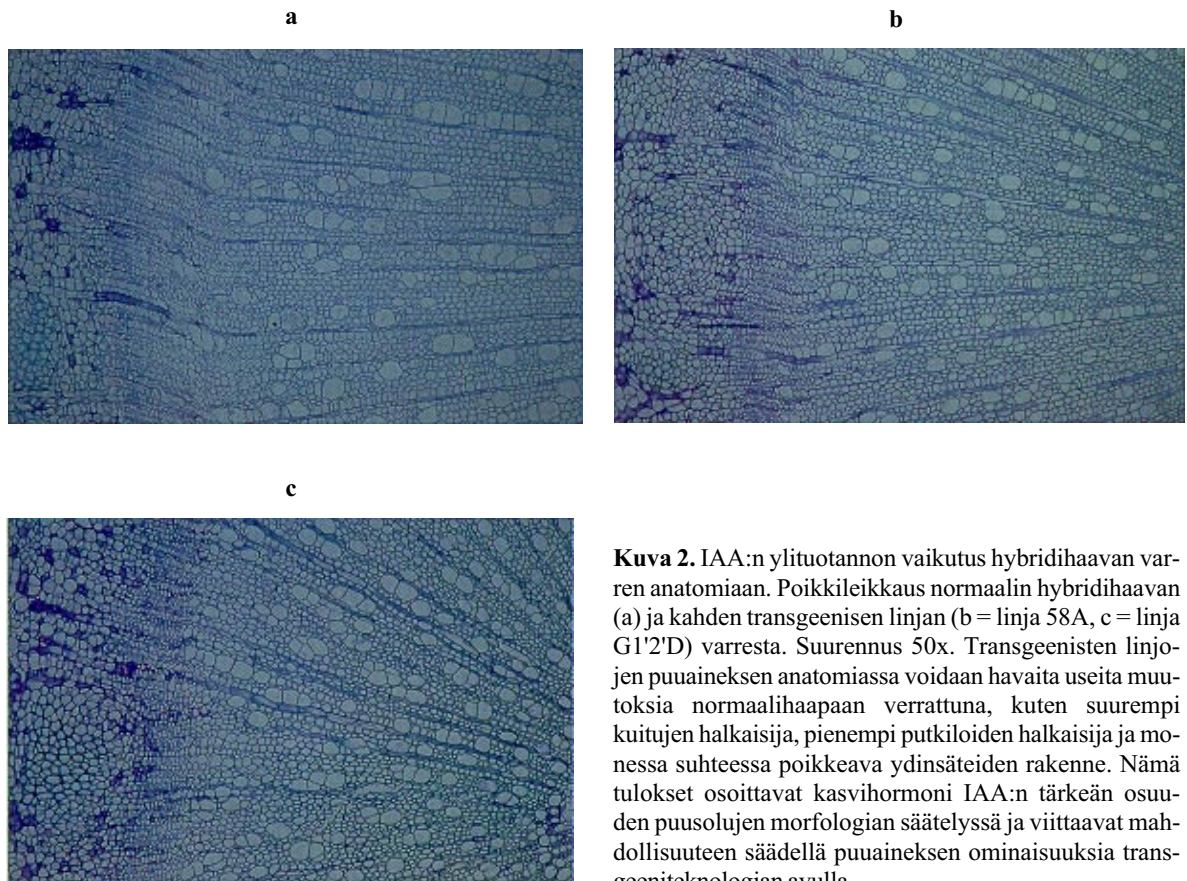 a
b
c
Kuva 2. IAA:n ylituotannon vaikutus hybridihaavan var-
ren anatomiaan. Poikkileikkaus normaalin hybridihaavan
(a) ja kahden transgeenisen linjan (b = linja 58A, c = linja
G1'2'D) varresta. Suurennus 50x. Transgeenisten linjo-
jen puuaineksen anatomiassa voidaan havaita useita muu-
toksia normaalihaapaan verrattuna, kuten suurempi
kuitujen halkaisija, pienempi putkiloiden halkaisija ja mo-
nessa suhteessa poikkeava ydinsäteiden rakenne. Nämä
tulokset osoittavat kasvihormoni IAA:n tärkeän osuu-
den puusolujen morfologian säätelyssä ja viittaavat mah-
dollisuuteen säädellä puuaineksen ominaisuuksia trans-
geeniteknologian avulla